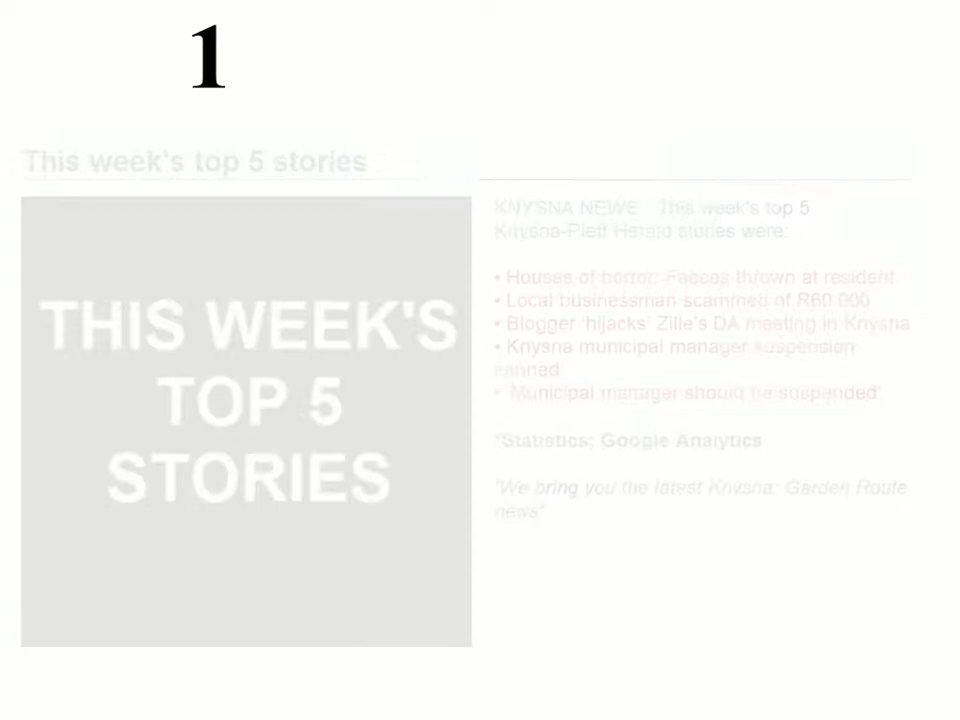 1
This week's top 5 stories
THIS WEEK'S
TOP 5
STORIES
KNYSNA NEWS This week's top 5
Knysna-Plett Herald stories were:
• Houses of horror: Faeces thrown at resident
• Local businessman scammed of R60 000
• Blogger 'hijacks' Zille's DA meeting in Knysna
• Knysna municipal manager suspension
• 'Municipal manager should be suspended'
*Statistics: Google Analytics
"We bring you the latest Knysna, Garden Route
news"